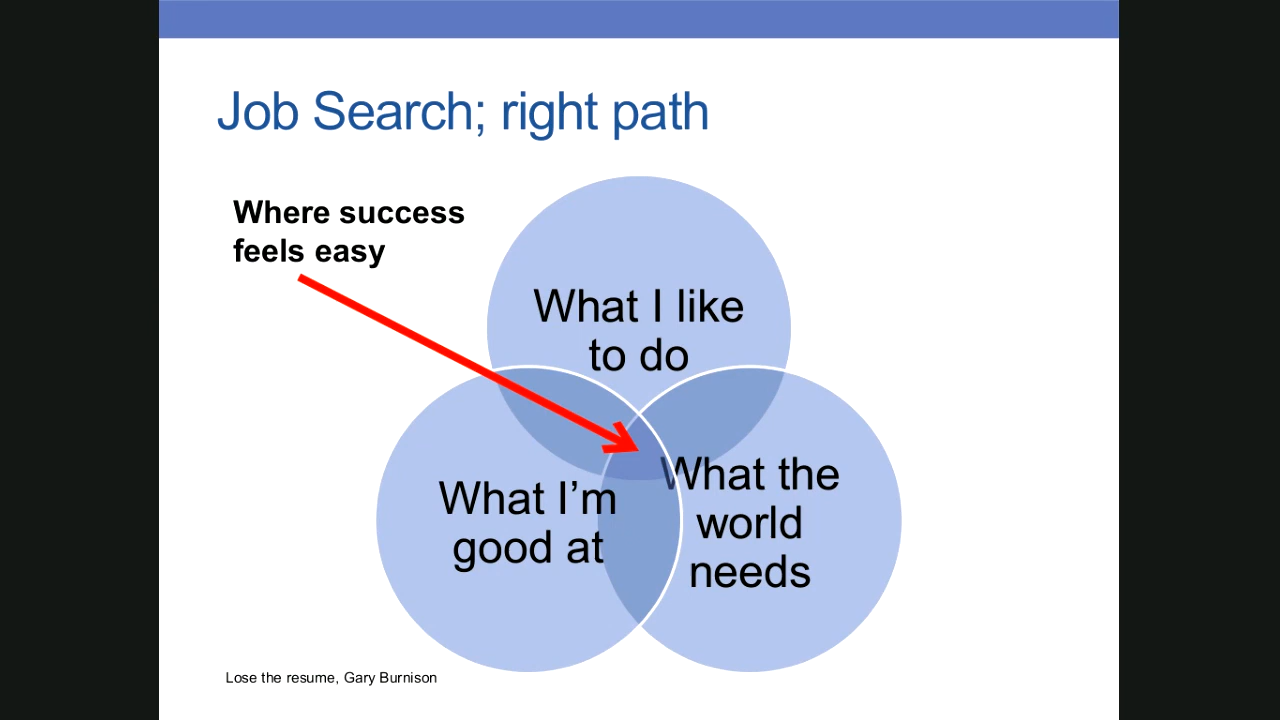 Job Search; right path
Where success
feels easy
What I like
to do
What I’m
good at
What the
world
needs
Lose the resume, Gary Burnison